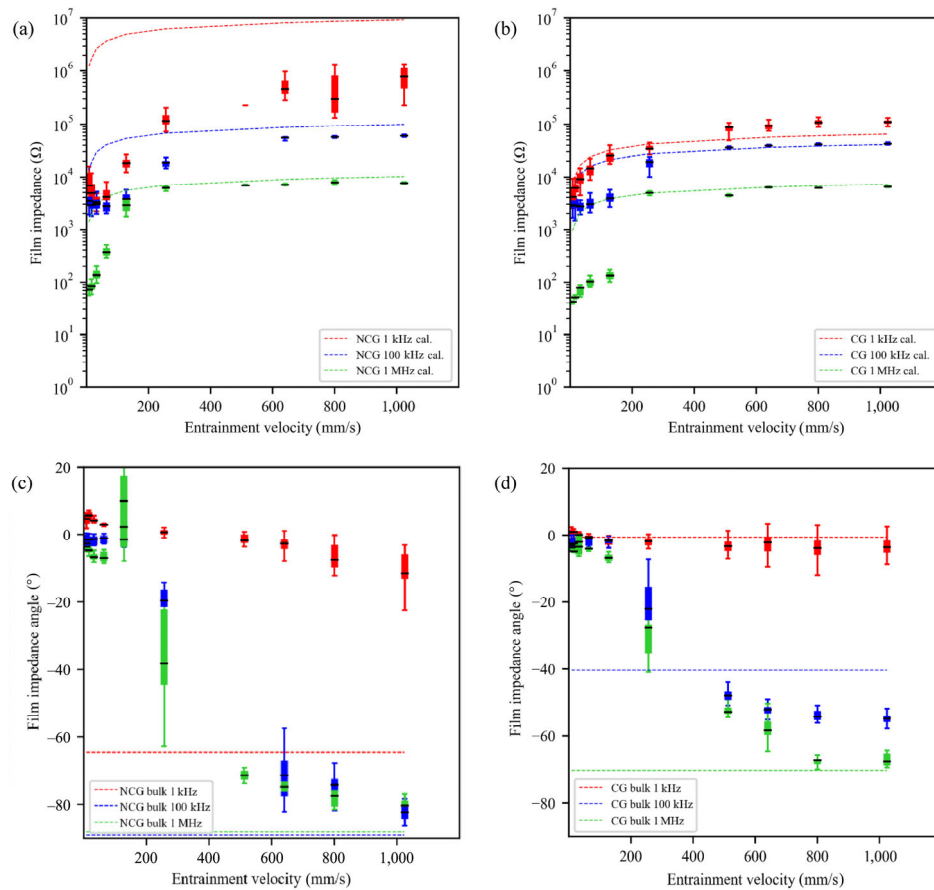 (a)
Film impedance (Ω)
10^7
10^6
10^5
10^4
10^3
10^2
10^1
10^0
200 400 600 800 1,000
Entrainment velocity (mm/s)
NCG 1 kHz cal.
NCG 100 kHz cal.
NCG 1 MHz cal.
(b)
Film impedance (Ω)
10^7
10^6
10^5
10^4
10^3
10^2
10^1
10^0
200 400 600 800 1,000
Entrainment velocity (mm/s)
CG 1 kHz cal.
CG 100 kHz cal.
CG 1 MHz cal.
(c)
Film impedance angle (°)
20
0
−20
−40
−60
−80
200 400 600 800 1,000
Entrainment velocity (mm/s)
NCG bulk 1 kHz
NCG bulk 100 kHz
NCG bulk 1 MHz
(d)
Film impedance angle (°)
20
0
−20
−40
−60
−80
200 400 600 800 1,000
Entrainment velocity (mm/s)
CG bulk 1 kHz
CG bulk 100 kHz
CG bulk 1 MHz